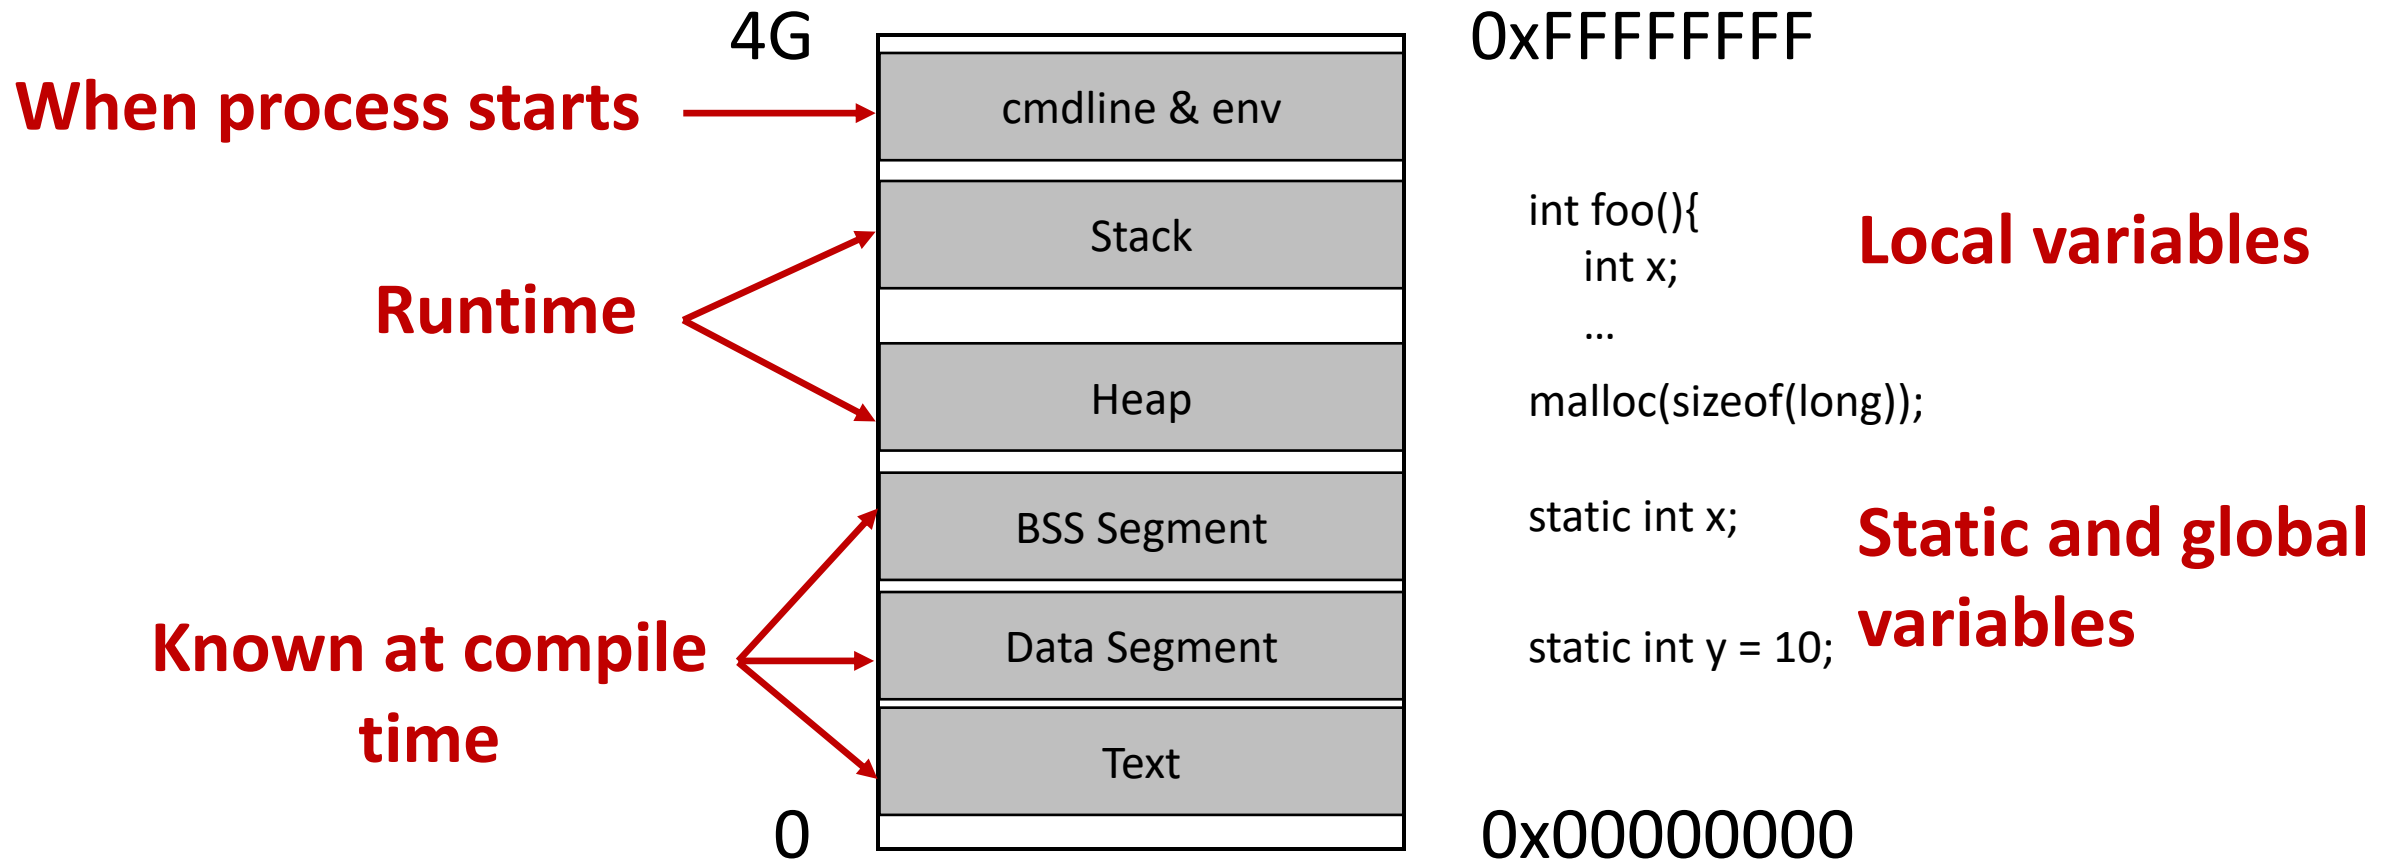 4G
0xFFFFFFFF
When process starts
cmdline & env
Runtime
Stack
int foo(){
int x;
...
Local variables
Heap
malloc(sizeof(long));
BSS Segment
static int x;
Static and global
variables
Known at compile
time
Data Segment
static int y = 10;
Text
0
0x00000000